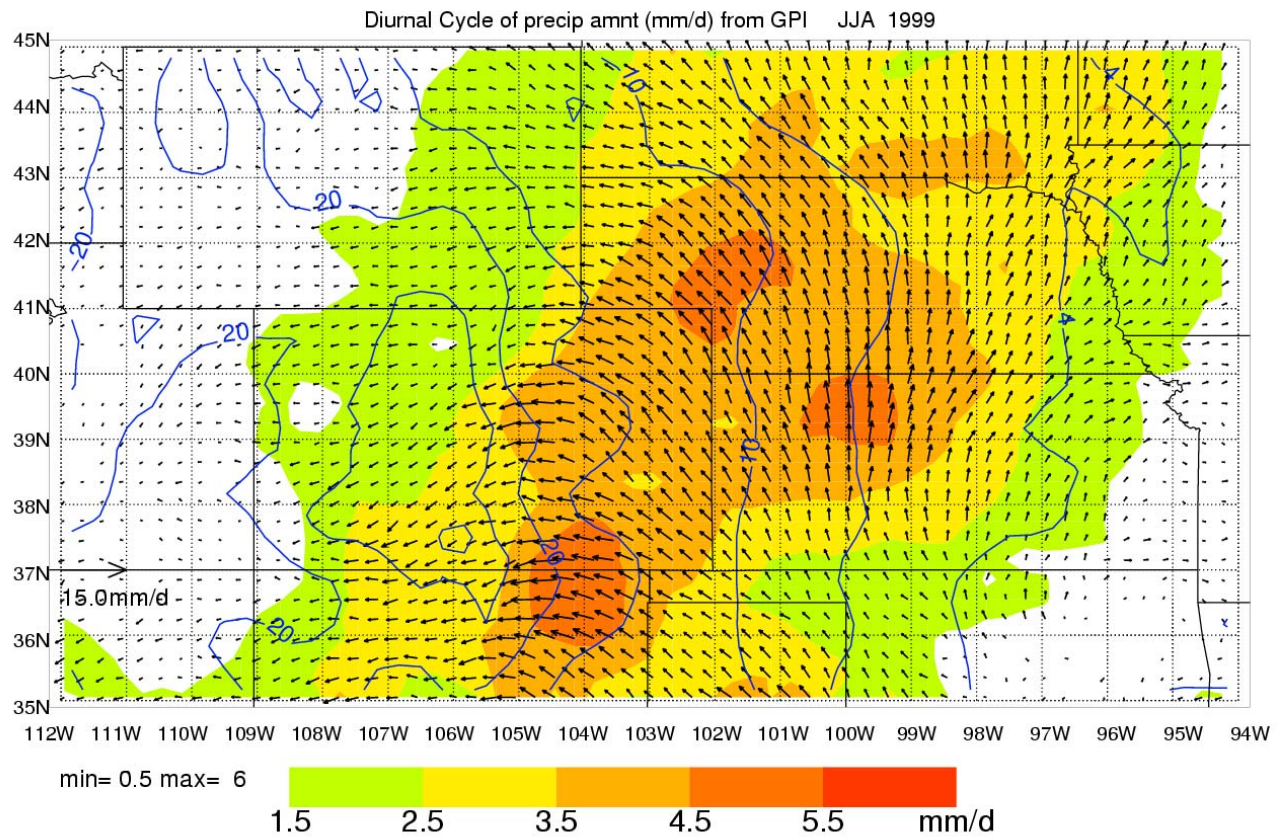 Diurnal Cycle of precip amnt (mm/d) from GPI JJA 1999
45N
44N
43N
42N
41N
40N
39N
38N
37N
36N
35N
10
4
20
-20
20
4
10
20
20
15.0mm/d
112W 111W 110W 109W 108W 107W 106W 105W 104W 103W 102W 101W 100W 99W 98W 97W 96W 95W 94W
min= 0.5 max= 6
1.5 2.5 3.5 4.5 5.5 mm/d